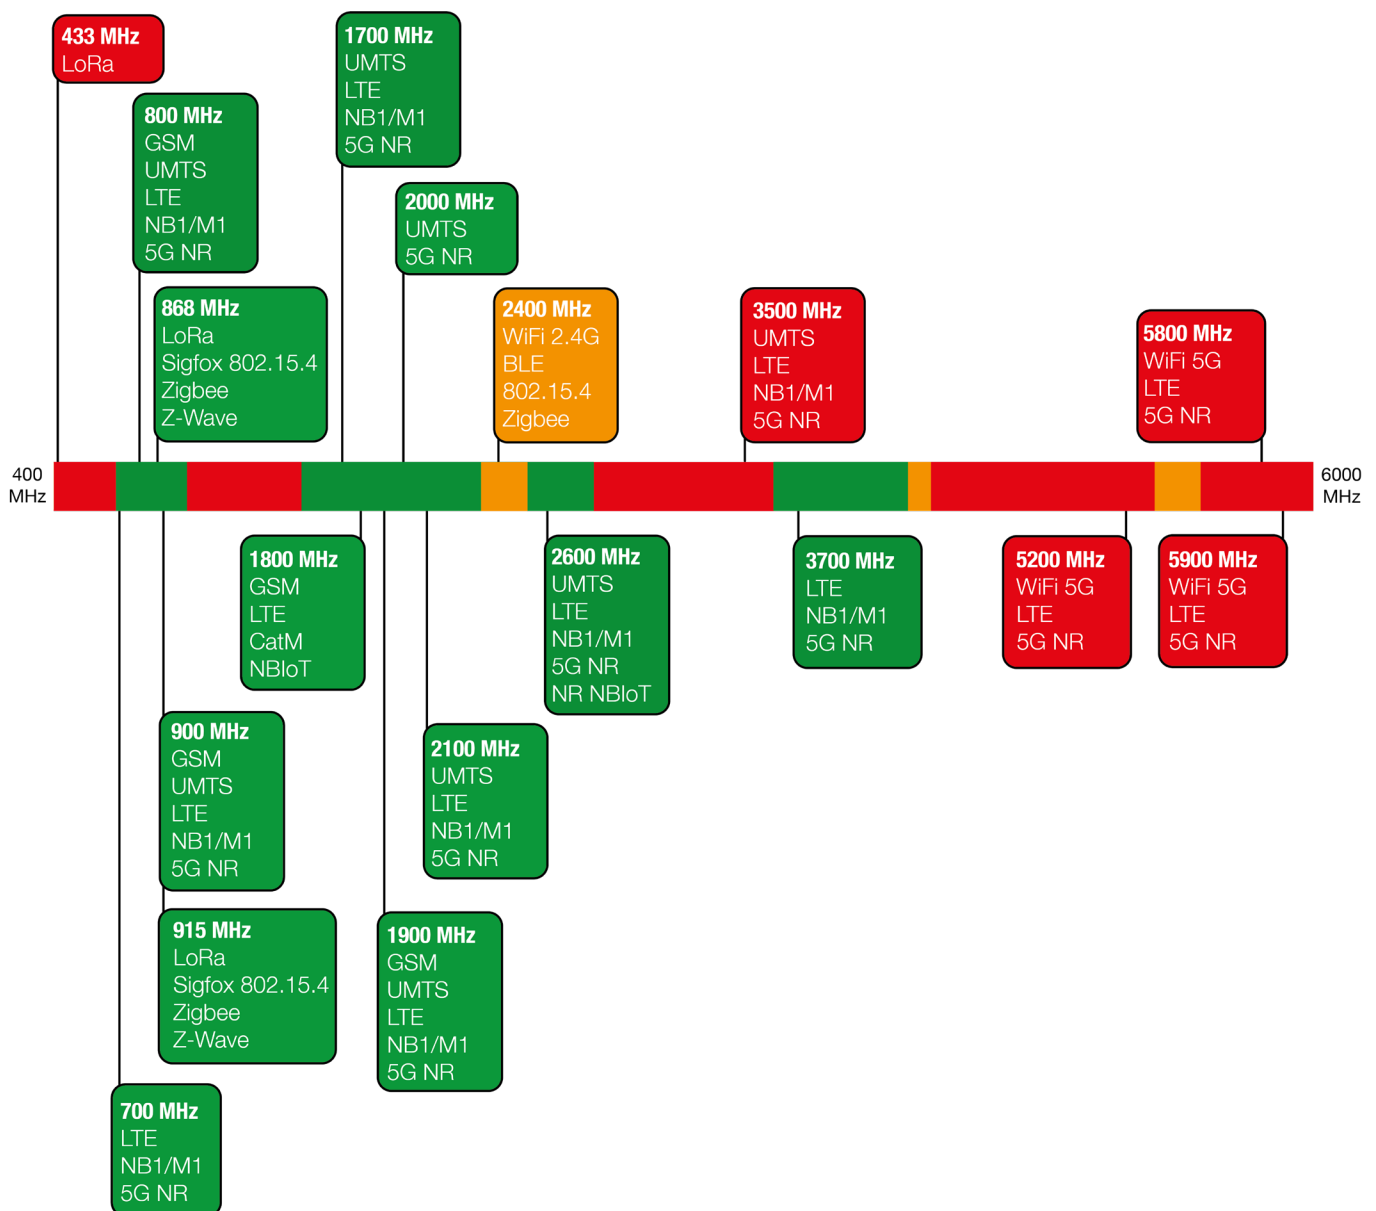 433 MHz
LoRa
800 MHz
GSM
UMTS
LTE
NB1/M1
5G NR
868 MHz
LoRa
Sigfox 802.15.4
Zigbee
Z-Wave
1700 MHz
UMTS
LTE
NB1/M1
5G NR
2000 MHz
UMTS
5G NR
2400 MHz
WiFi 2.4G
BLE
802.15.4
Zigbee
3500 MHz
UMTS
LTE
NB1/M1
5G NR
5800 MHz
WiFi 5G
LTE
5G NR
400
MHz
6000
MHz
1800 MHz
GSM
LTE
CatM
NBIoT
2600 MHz
UMTS
LTE
NB1/M1
5G NR
NR NBIoT
3700 MHz
LTE
NB1/M1
5G NR
5200 MHz
WiFi 5G
LTE
5G NR
5900 MHz
WiFi 5G
LTE
5G NR
900 MHz
GSM
UMTS
LTE
NB1/M1
5G NR
2100 MHz
UMTS
LTE
NB1/M1
5G NR
915 MHz
LoRa
Sigfox 802.15.4
Zigbee
Z-Wave
1900 MHz
GSM
UMTS
LTE
NB1/M1
5G NR
700 MHz
LTE
NB1/M1
5G NR